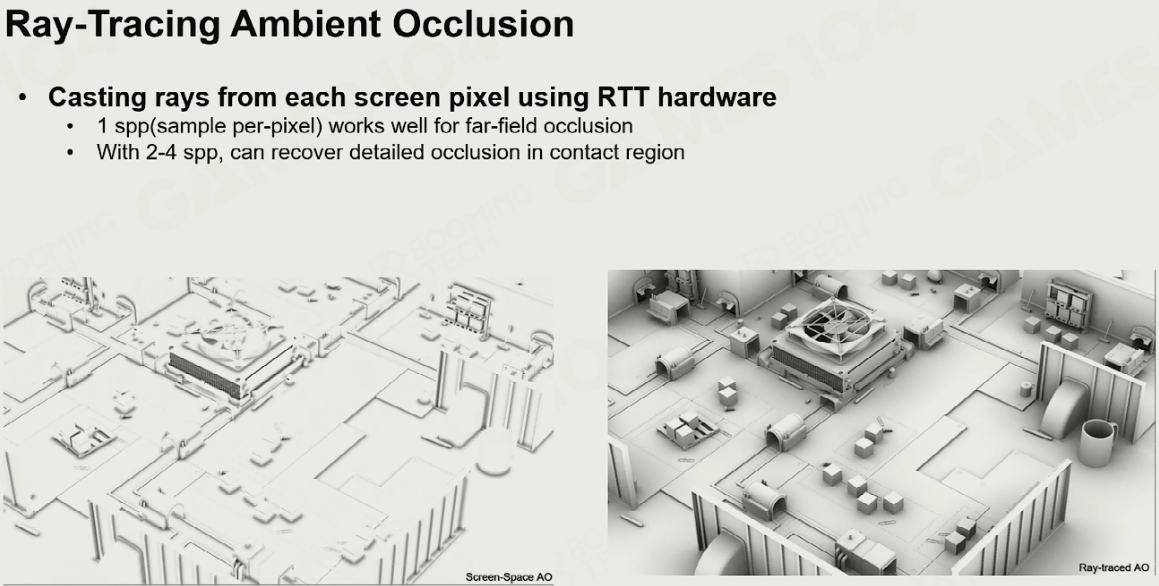 Ray-Tracing Ambient Occlusion
• Casting rays from each screen pixel using RTT hardware
• 1 spp(sample per-pixel) works well for far-field occlusion
• With 2-4 spp, can recover detailed occlusion in contact region
GAMES 104
BOOMING TECH
Screen-Space AO
Ray-traced AO